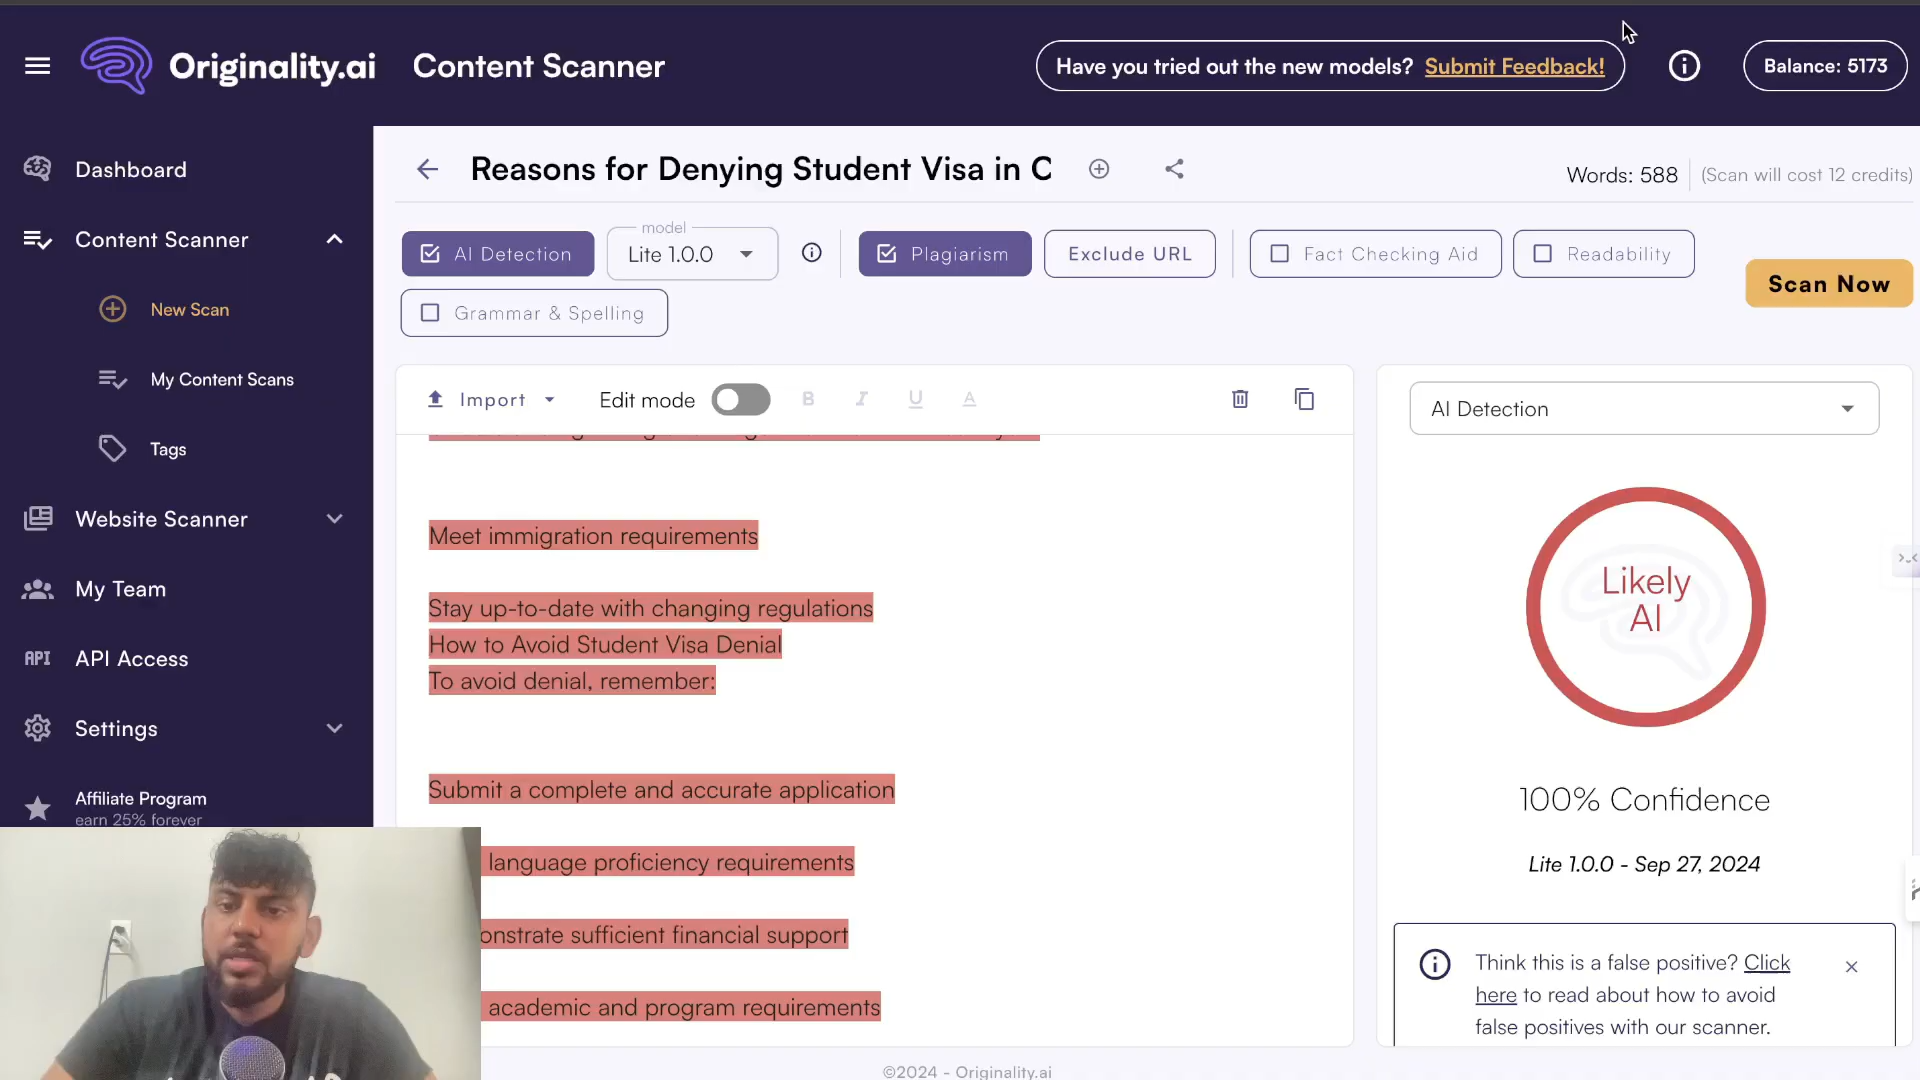 Originality.ai
Content Scanner
Have you tried out the new models? Submit Feedback!
Balance: 5173
Dashboard
Content Scanner
New Scan
My Content Scans
Tags
Website Scanner
My Team
API
API Access
Settings
Affiliate Program
earn 25% forever
Reasons for Denying Student Visa in C
Words: 588
(Scan will cost 12 credits)
AI Detection
model
Lite 1.0.0
Plagiarism
Exclude URL
Fact Checking Aid
Readability
Grammar & Spelling
Scan Now
Import
Edit mode
B
I
U
A
Meet immigration requirements
Stay up-to-date with changing regulations
How to Avoid Student Visa Denial
To avoid denial, remember:
Submit a complete and accurate application
language proficiency requirements
onstrate sufficient financial support
academic and program requirements
AI Detection
Likely
AI
100% Confidence
Lite 1.0.0 - Sep 27, 2024
Think this is a false positive? Click
here to read about how to avoid
false positives with our scanner.
©2024 - Originality.ai